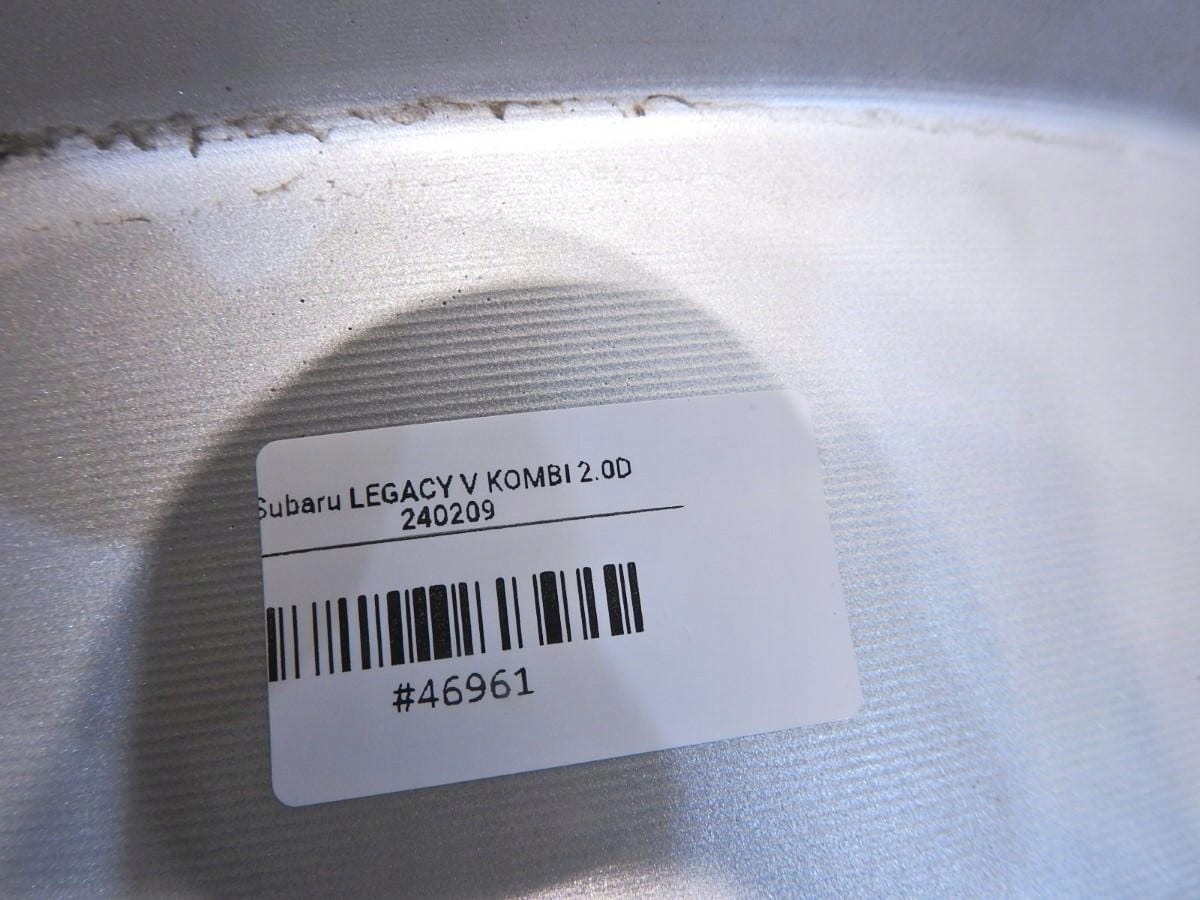 Subaru LEGACY V KOMBI 2.0D
240209
#46961